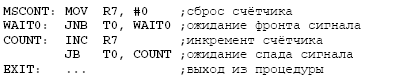 MSCONT: MOV R7, #0 ;сброс счётчика
WAIT0: JNB T0, WAIT0 ;ожидание фронта сигнала
COUNT: INC R7 ;инкремент счётчика
JB T0, COUNT ;ожидание спада сигнала
EXIT: ... ;выход из процедуры